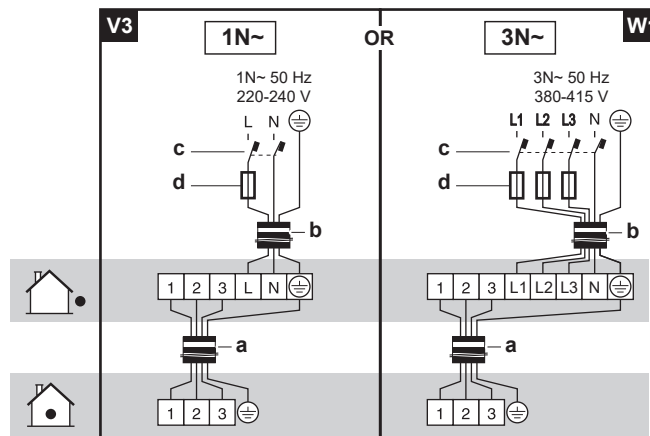 V3 1N~ OR 3N~ W1
1N~ 50 Hz
220-240 V
L N
c
d
b
1 2 3 L N
a
1 2 3
3N~ 50 Hz
380-415 V
L1 L2 L3 N
c
d
b
1 2 3 L1 L2 L3 N
a
1 2 3